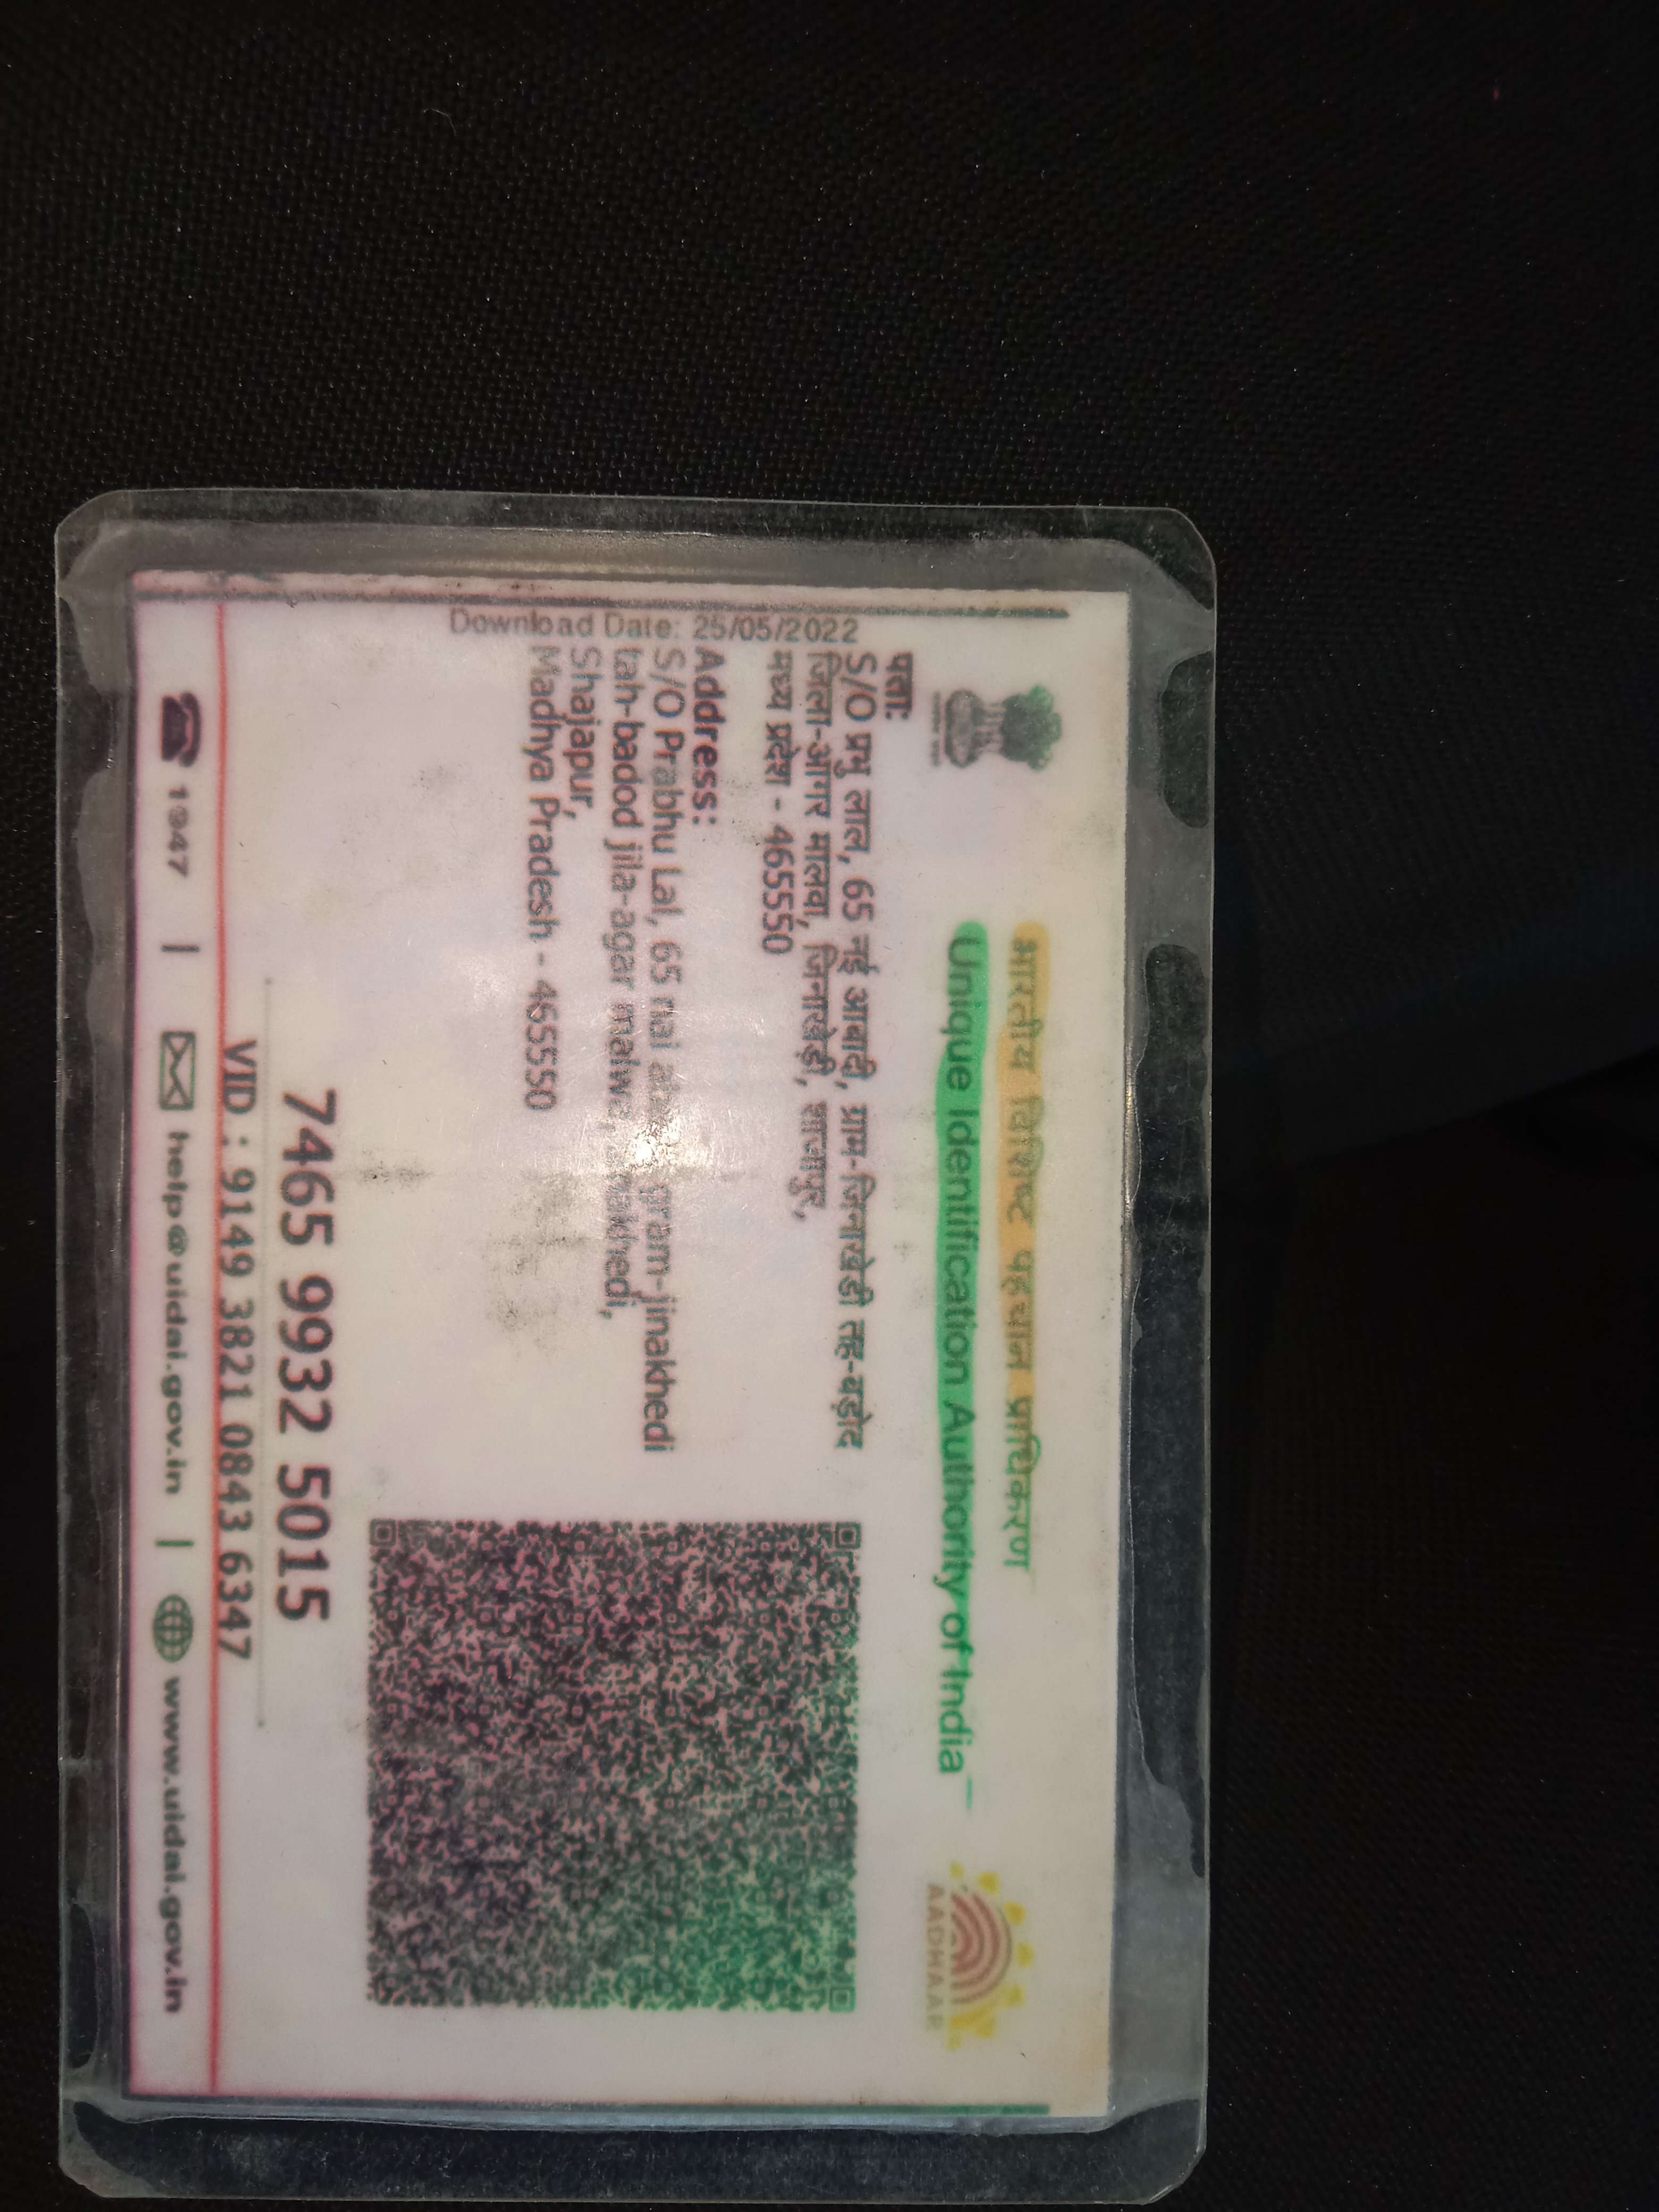 भारतीय विशिष्ट पहचान प्राधिकरण
Unique Identification Authority of India
AADHAAR
Download Date: 25/05/2022
पता:
S/O प्रभु लाल, 65 नई आबादी, ग्राम-जिनाखेडी तह-बड़ोद
जिला-आगर मालवा, जिनाखेड़ी, शाजापुर,
मध्य प्रदेश - 465550
Address:
S/O Prabhu Lal, 65 nai gram-jinakhedi
tah-badod jila-agar malwa,
Shajapur,
Madhya Pradesh - 465550
7465 9932 5015
VID : 9149 3821 0843 6347
1947 | help@uidai.gov.in | www.uidai.gov.in